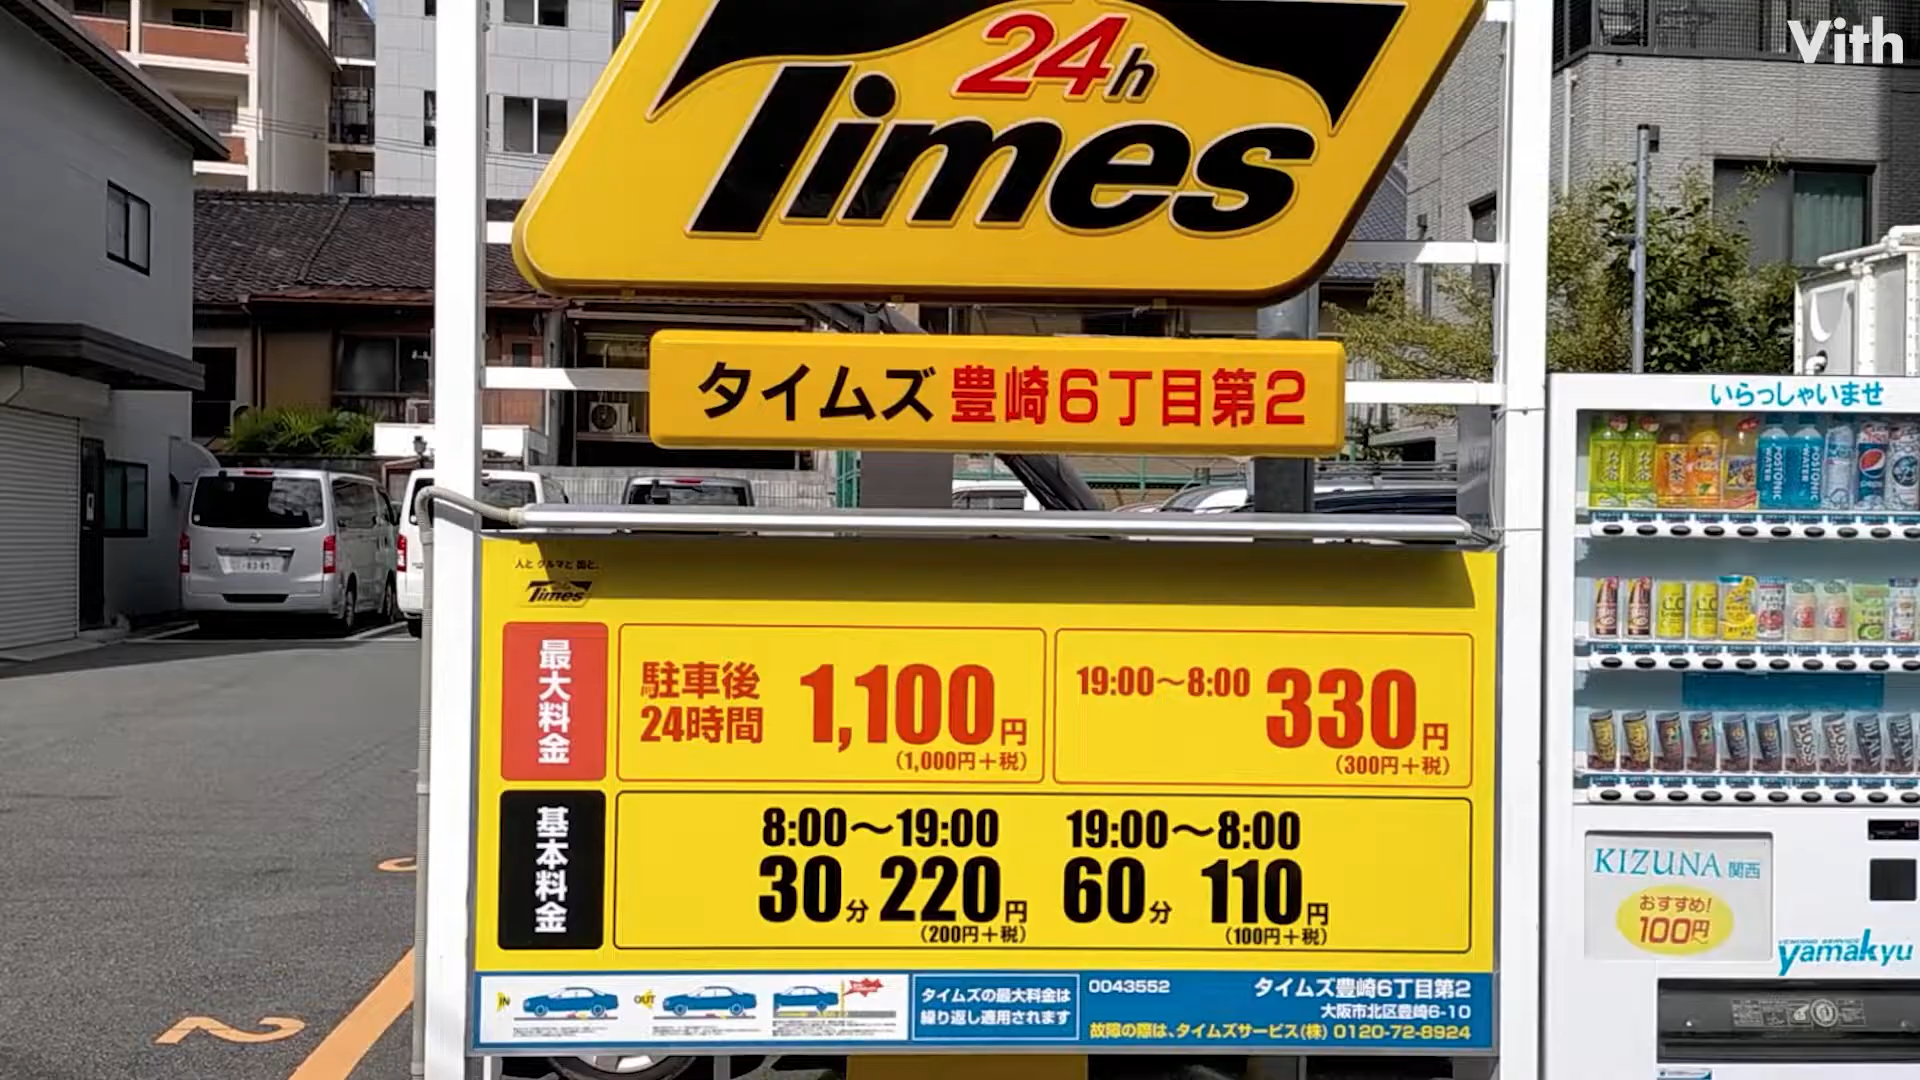 Vith
24h
Times
タイムズ 豊崎6丁目第2
いらっしゃいませ
人と クルマと 街と。
Times
最大料金
駐車後
24時間
1,100円
(1,000円+税)
19:00〜8:00 330円
(300円+税)
基本料金
8:00〜19:00
30分 220円
(200円+税)
19:00〜8:00
60分 110円
(100円+税)
IN
OUT
タイムズの最大料金は
繰り返し適用されます
0043552
タイムズ豊崎6丁目第2
大阪市北区豊崎6-10
故障の際は、タイムズサービス(株) 0120-72-8924
KIZUNA 関西
おすすめ!
100円〜
yamakyu
2